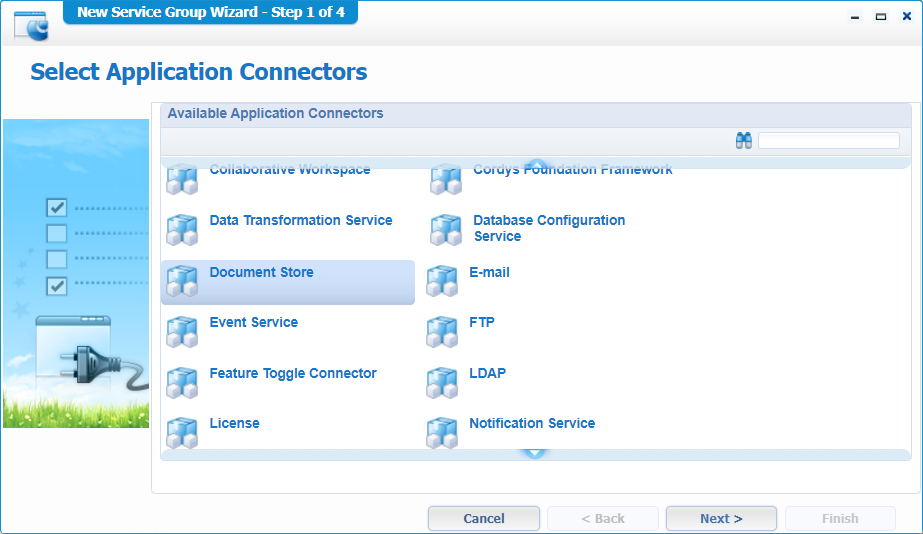 New Service Group Wizard - Step 1 of 4
Select Application Connectors
Available Application Connectors
Collaborative Workspace
Cordys Foundation Framework
Data Transformation Service
Database Configuration
Service
Document Store
E-mail
Event Service
FTP
Feature Toggle Connector
LDAP
License
Notification Service
Cancel
< Back
Next >
Finish